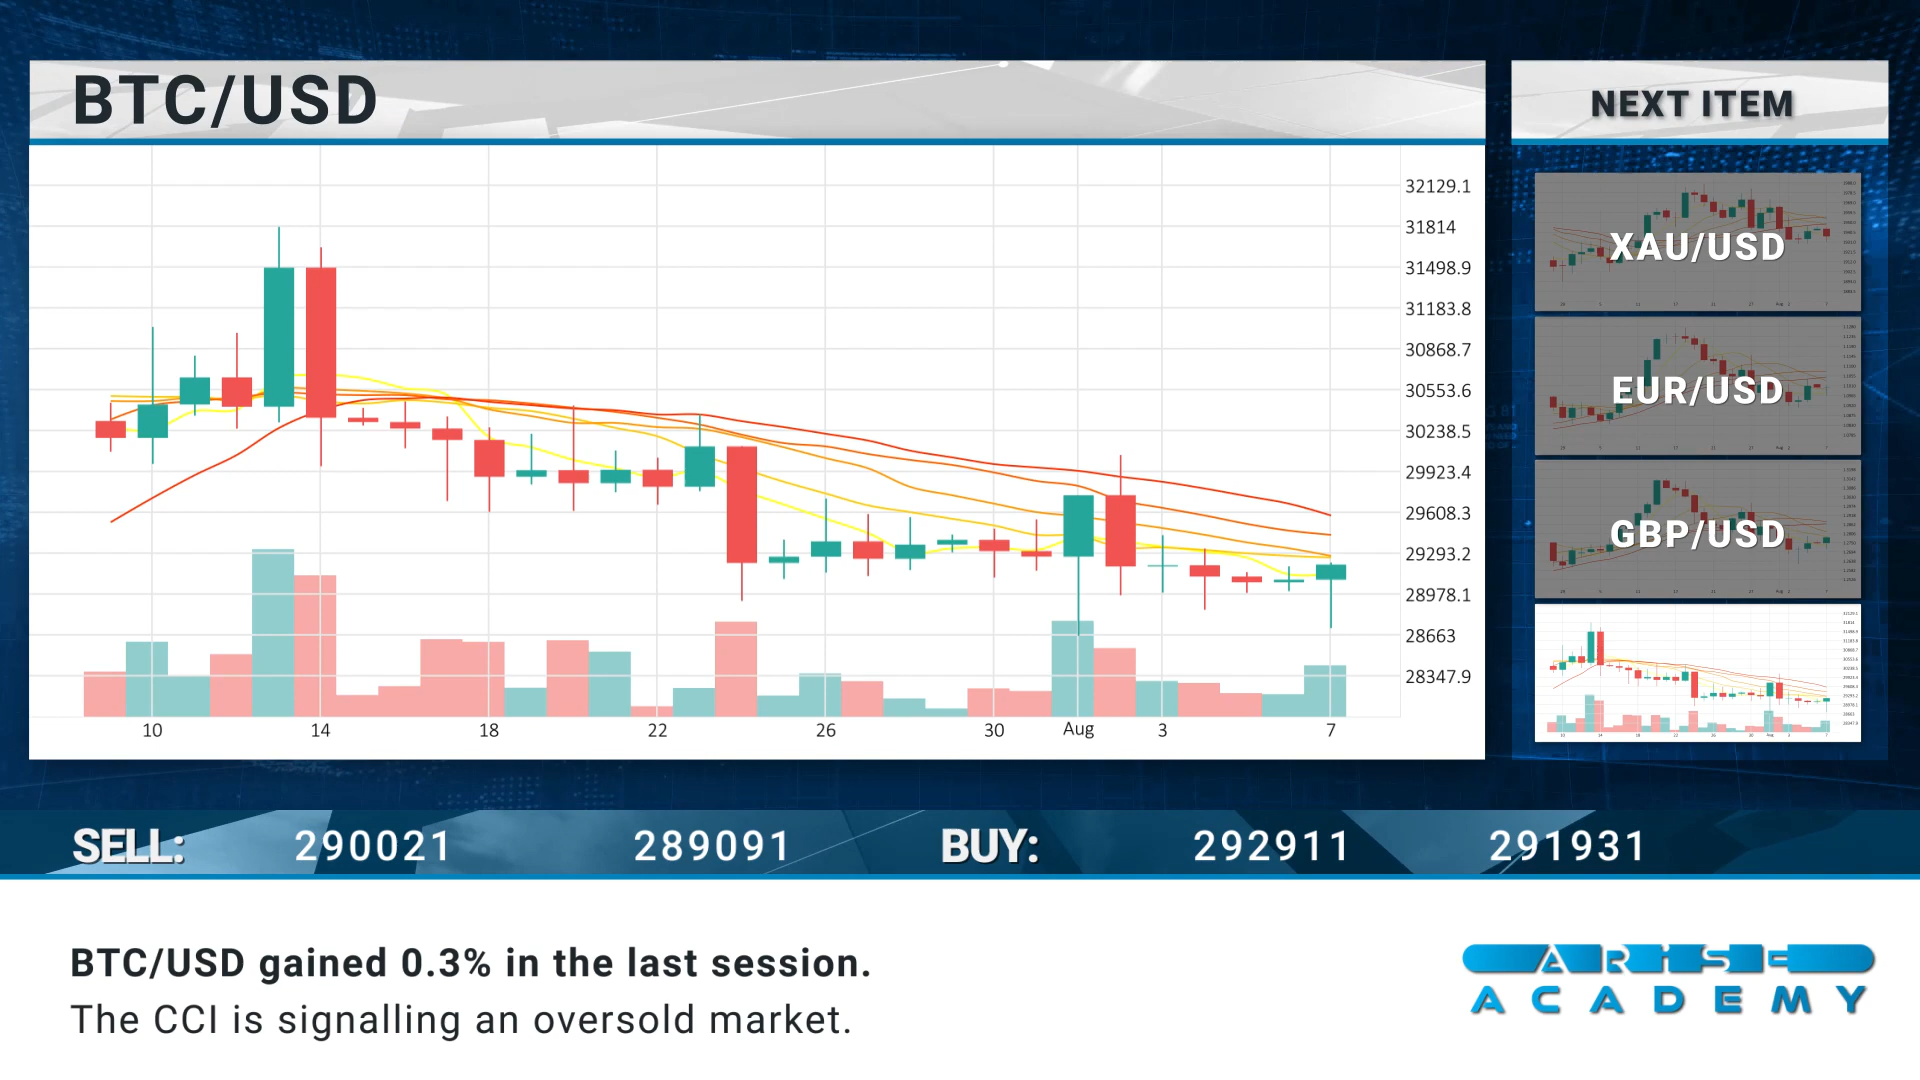 BTC/USD
NEXT ITEM
32129.1
31814
31498.9
31183.8
30868.7
30553.6
30238.5
29923.4
29608.3
29293.2
28978.1
28663
28347.9
10 14 18 22 26 30 Aug 3 7
XAU/USD
EUR/USD
GBP/USD
SELL: 290021 289091 BUY: 292911 291931
BTC/USD gained 0.3% in the last session.
The CCI is signalling an oversold market.
ARISE
ACADEMY